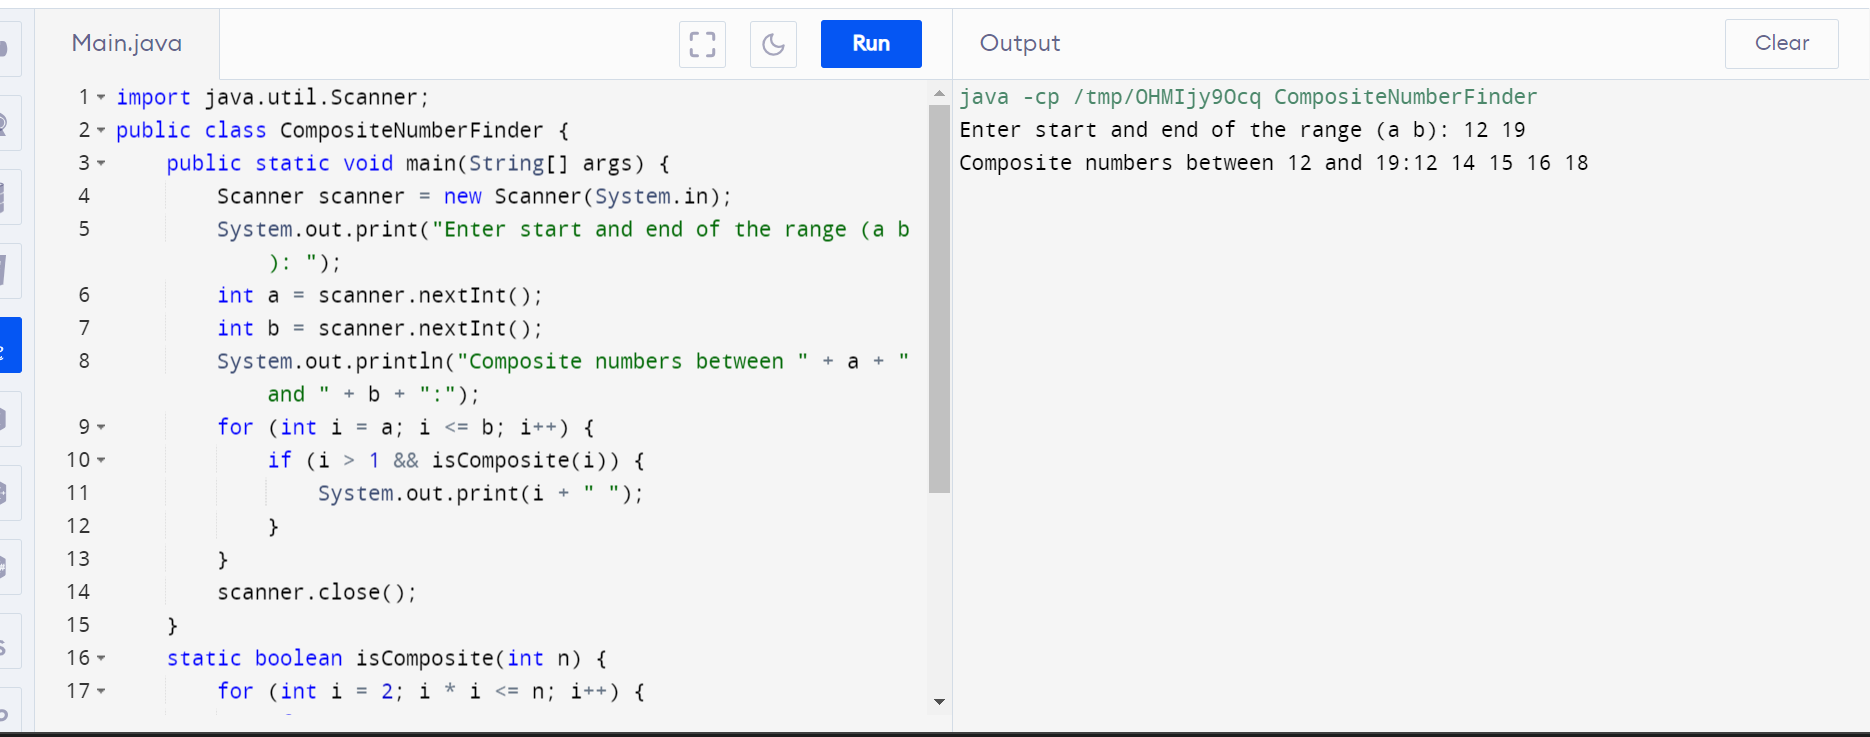 Main.java
Run
Output
Clear
1 import java.util.Scanner;
2 public class CompositeNumberFinder {
3 public static void main(String[] args) {
4 Scanner scanner = new Scanner(System.in);
5 System.out.print("Enter start and end of the range (a b
): ");
6 int a = scanner.nextInt();
7 int b = scanner.nextInt();
8 System.out.println("Composite numbers between " + a + "
and " + b + ":");
9 for (int i = a; i <= b; i++) {
10 if (i > 1 && isComposite(i)) {
11 System.out.print(i + " ");
12 }
13 }
14 scanner.close();
15 }
16 static boolean isComposite(int n) {
17 for (int i = 2; i * i <= n; i++) {
java -cp /tmp/OHMIjy9Ocq CompositeNumberFinder
Enter start and end of the range (a b): 12 19
Composite numbers between 12 and 19:12 14 15 16 18